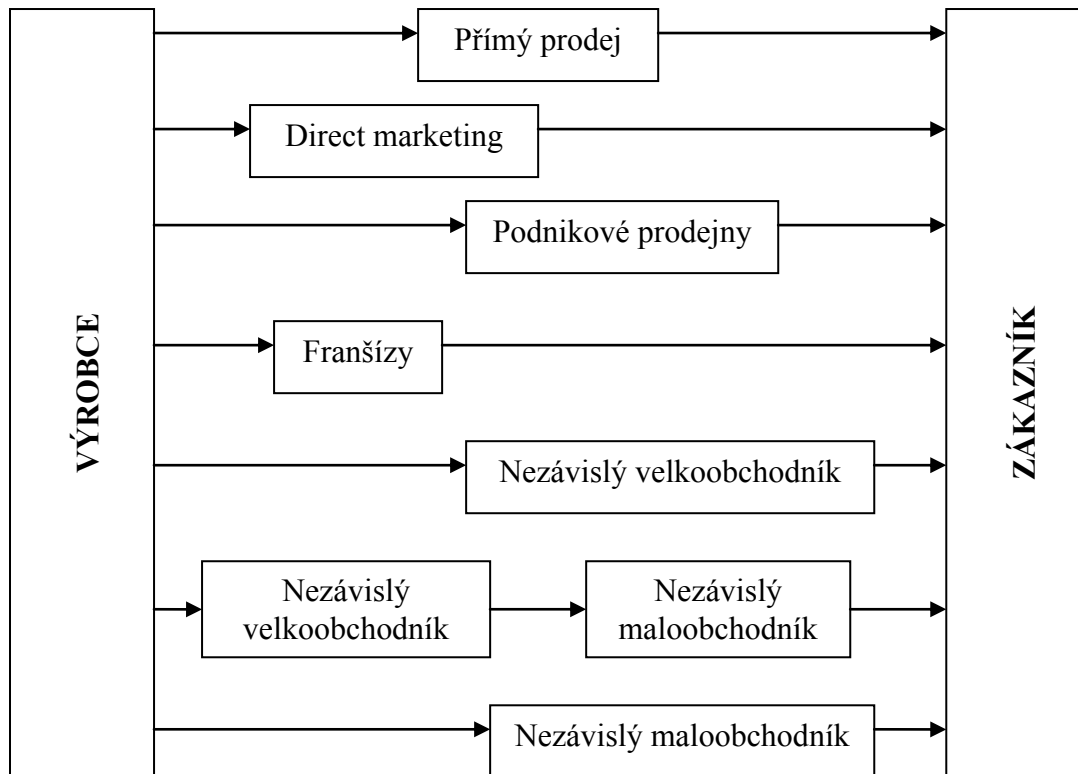 VÝROBCE
Přímý prodej
Direct marketing
Podnikové prodejny
Franšízy
Nezávislý velkoobchodník
Nezávislý
velkoobchodník
Nezávislý
maloobchodník
Nezávislý maloobchodník
ZÁKAZNÍK